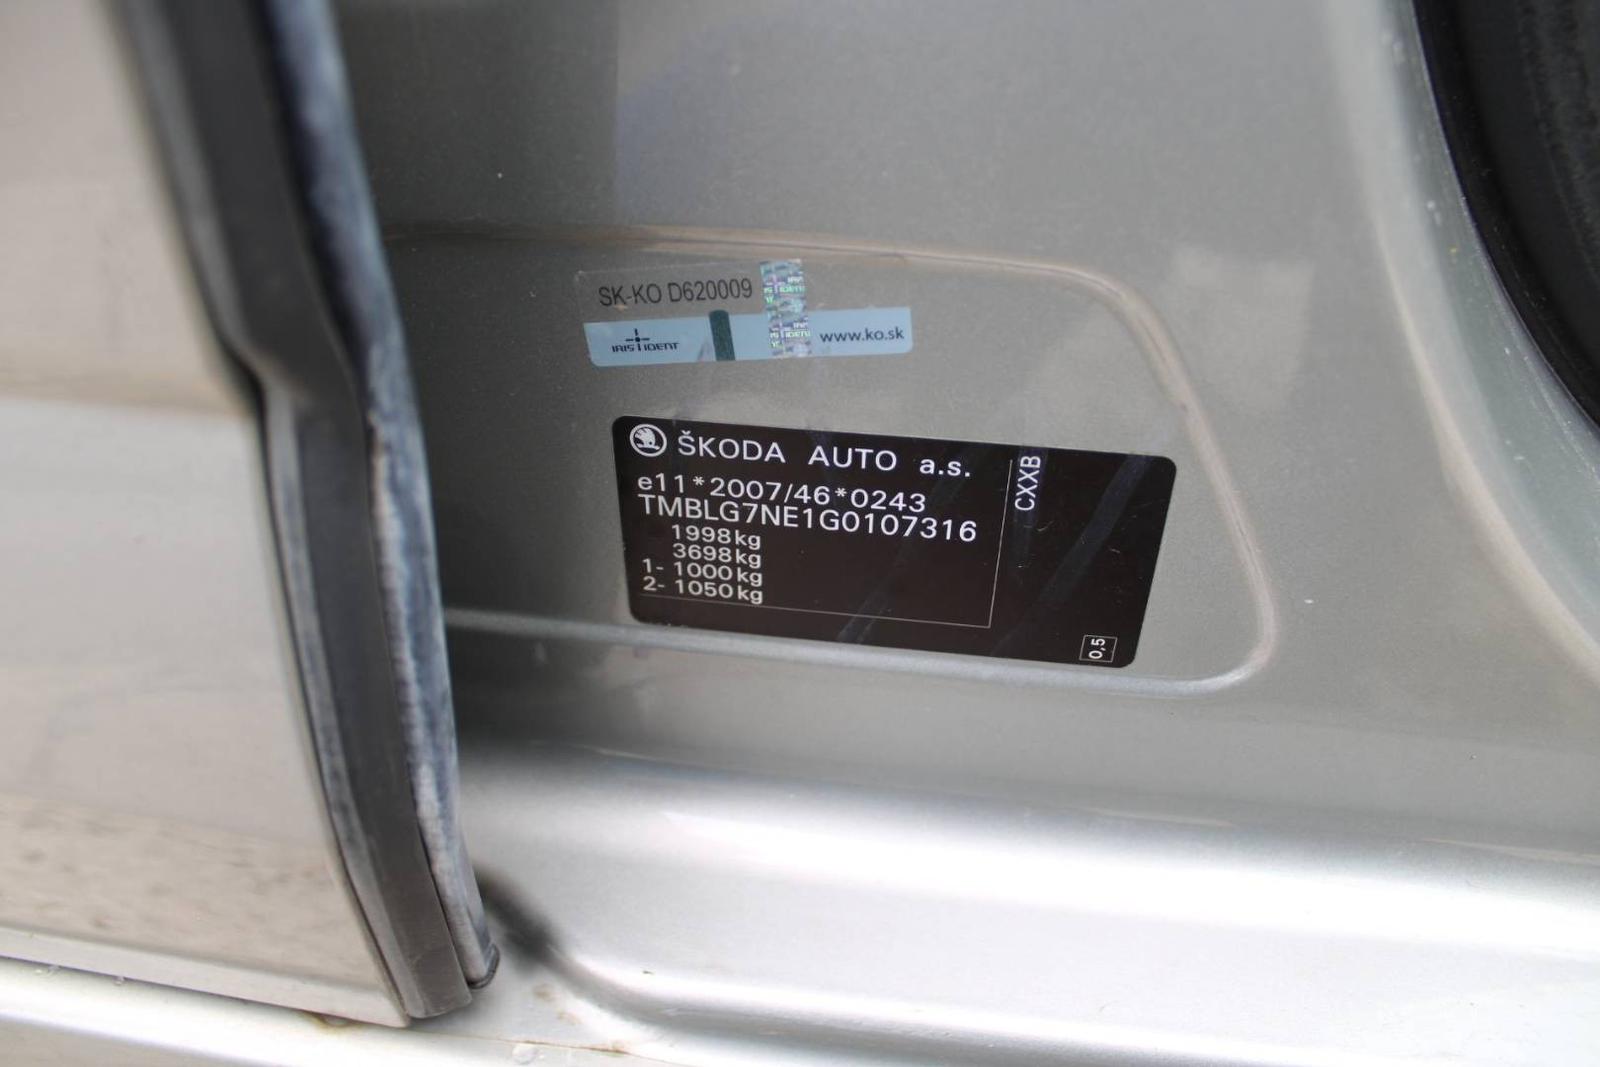 SK-KO D620009
IRIS IDENT
www.ko.sk
ŠKODA AUTO a.s.
e11*2007/46*0243
TMBLG7NE1G0107316
1998kg
3698kg
1- 1000kg
2- 1050kg
CXXB
0,5